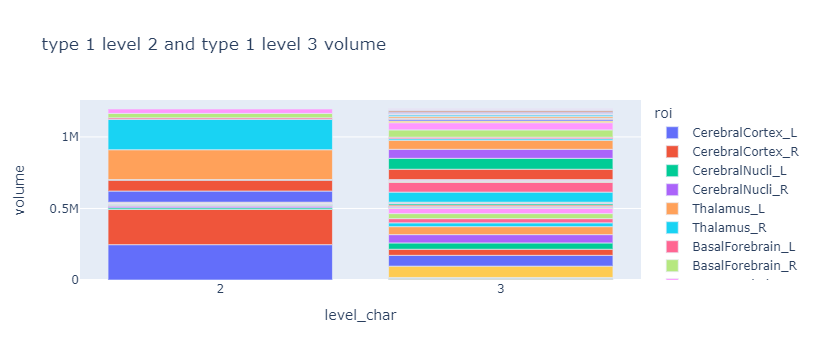 type 1 level 2 and type 1 level 3 volume
roi
CerebralCortex_L
CerebralCortex_R
CerebralNucli_L
CerebralNucli_R
Thalamus_L
Thalamus_R
BasalForebrain_L
BasalForebrain_R
1M
0.5M
0
volume
2
3
level_char